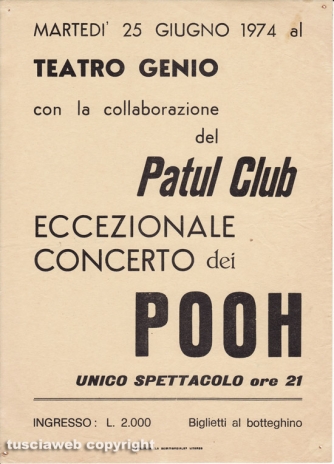 MARTEDI' 25 GIUGNO 1974 al
TEATRO GENIO
con la collaborazione
del
Patul Club
ECCEZIONALE
CONCERTO dei
POOH
UNICO SPETTACOLO ore 21
INGRESSO: L. 2.000 Biglietti al botteghino
tusciaweb copyright